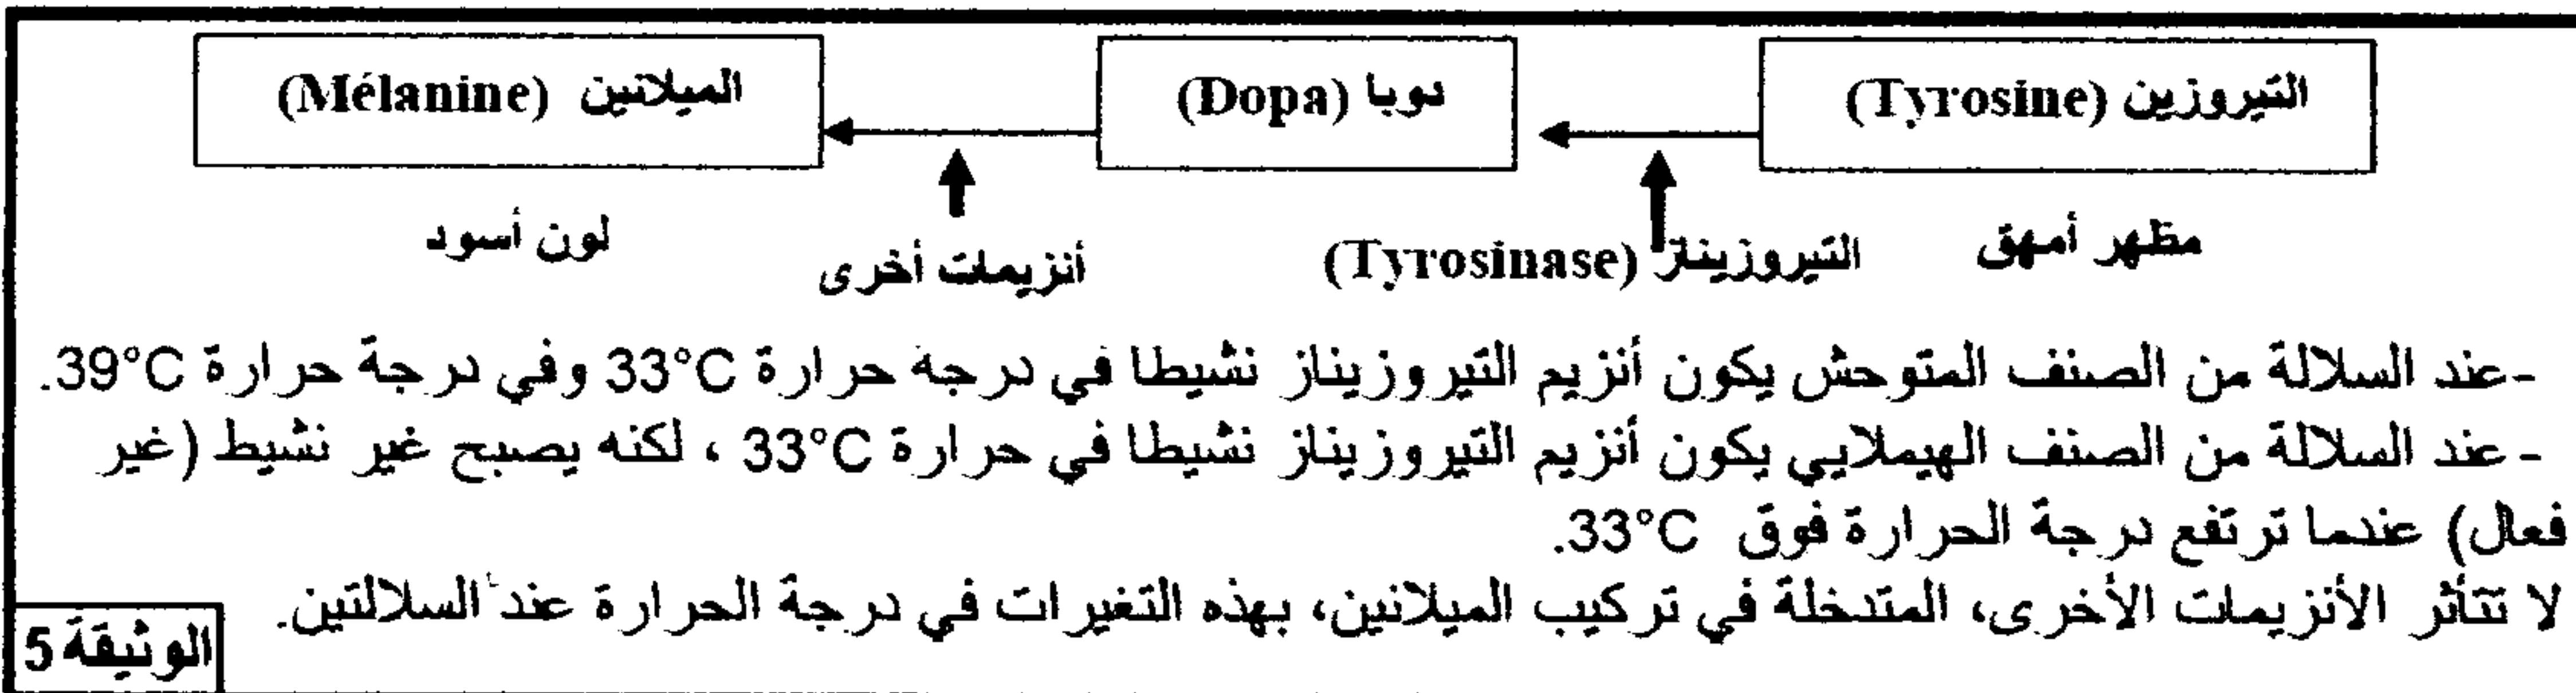 التيروزين (Tyrosine)
دوبا (Dopa)
الميلانين (Mélanine)
مظهر أمهق
التيروزيناز (Tyrosinase)
أنزيمات أخرى
لون أسود
-عند السلالة من الصنف المتوحش يكون أنزيم التيروزيناز نشيطا في درجة حرارة 33°C وفي درجة حرارة 39°C.
-عند السلالة من الصنف الهيملايي يكون أنزيم التيروزيناز نشيطا في حرارة 33°C ، لكنه يصبح غير نشيط (غير
فعال) عندما ترتفع درجة الحرارة فوق 33°C.
لا تتأثر الأنزيمات الأخرى، المتدخلة في تركيب الميلانين، بهذه التغيرات في درجة الحرارة عند السلالتين.
الوثيقة 5